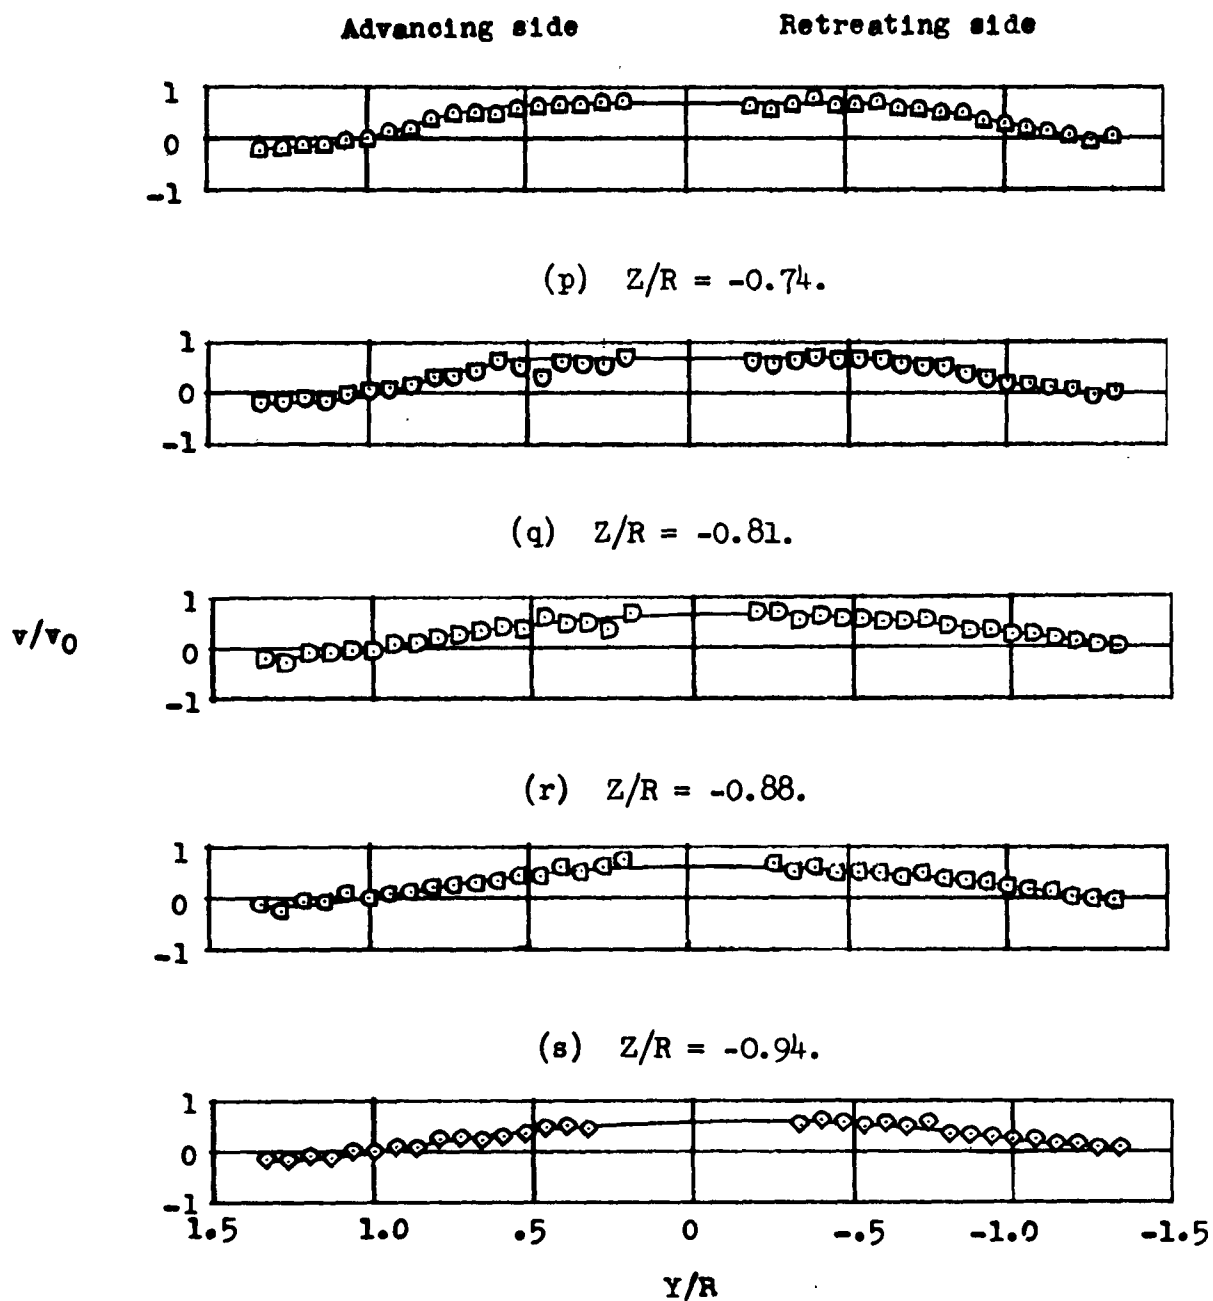 Advancing side Retreating side
1
0
-1
(p) Z/R = -0.74.
1
0
-1
(q) Z/R = -0.81.
1
v/v0 0
-1
(r) Z/R = -0.88.
1
0
-1
(s) Z/R = -0.94.
1
0
-1
1.5 1.0 .5 0 -.5 -1.0 -1.5
Y/R